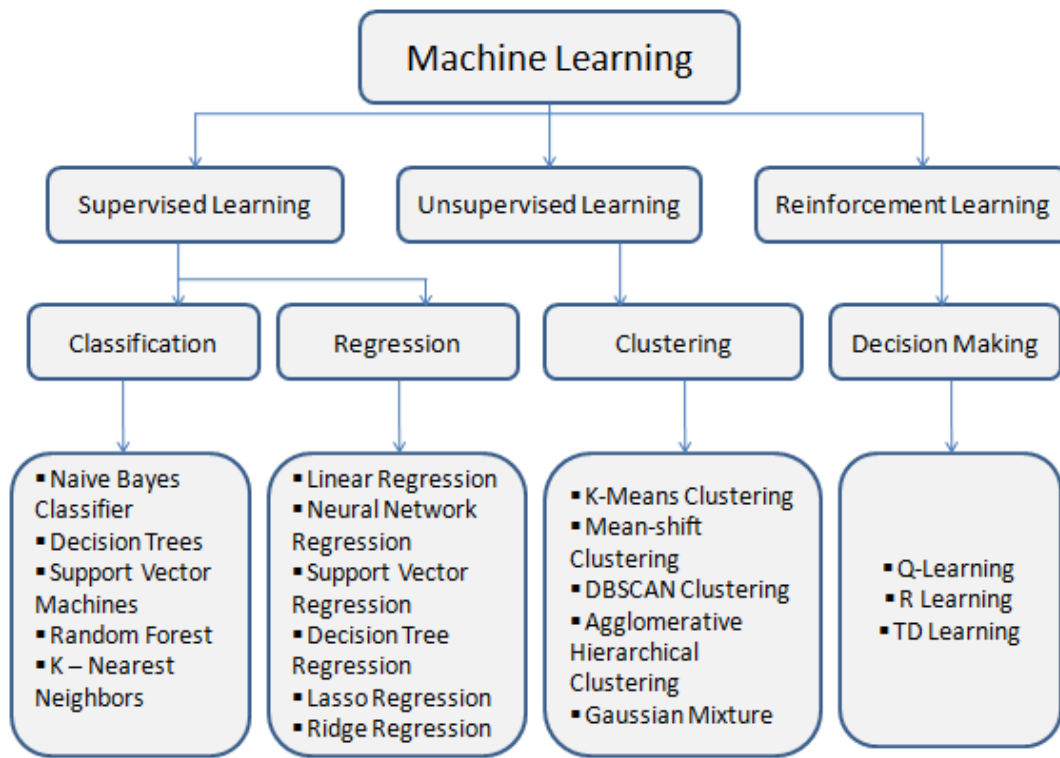 Machine Learning
Supervised Learning
Unsupervised Learning
Reinforcement Learning
Classification
Regression
Clustering
Decision Making
▪ Naive Bayes
Classifier
▪ Decision Trees
▪ Support Vector
Machines
▪ Random Forest
▪ K – Nearest
Neighbors
▪ Linear Regression
▪ Neural Network
Regression
▪ Support Vector
Regression
▪ Decision Tree
Regression
▪ Lasso Regression
▪ Ridge Regression
▪ K-Means Clustering
▪ Mean-shift
Clustering
▪ DBSCAN Clustering
▪ Agglomerative
Hierarchical
Clustering
▪ Gaussian Mixture
▪ Q-Learning
▪ R Learning
▪ TD Learning